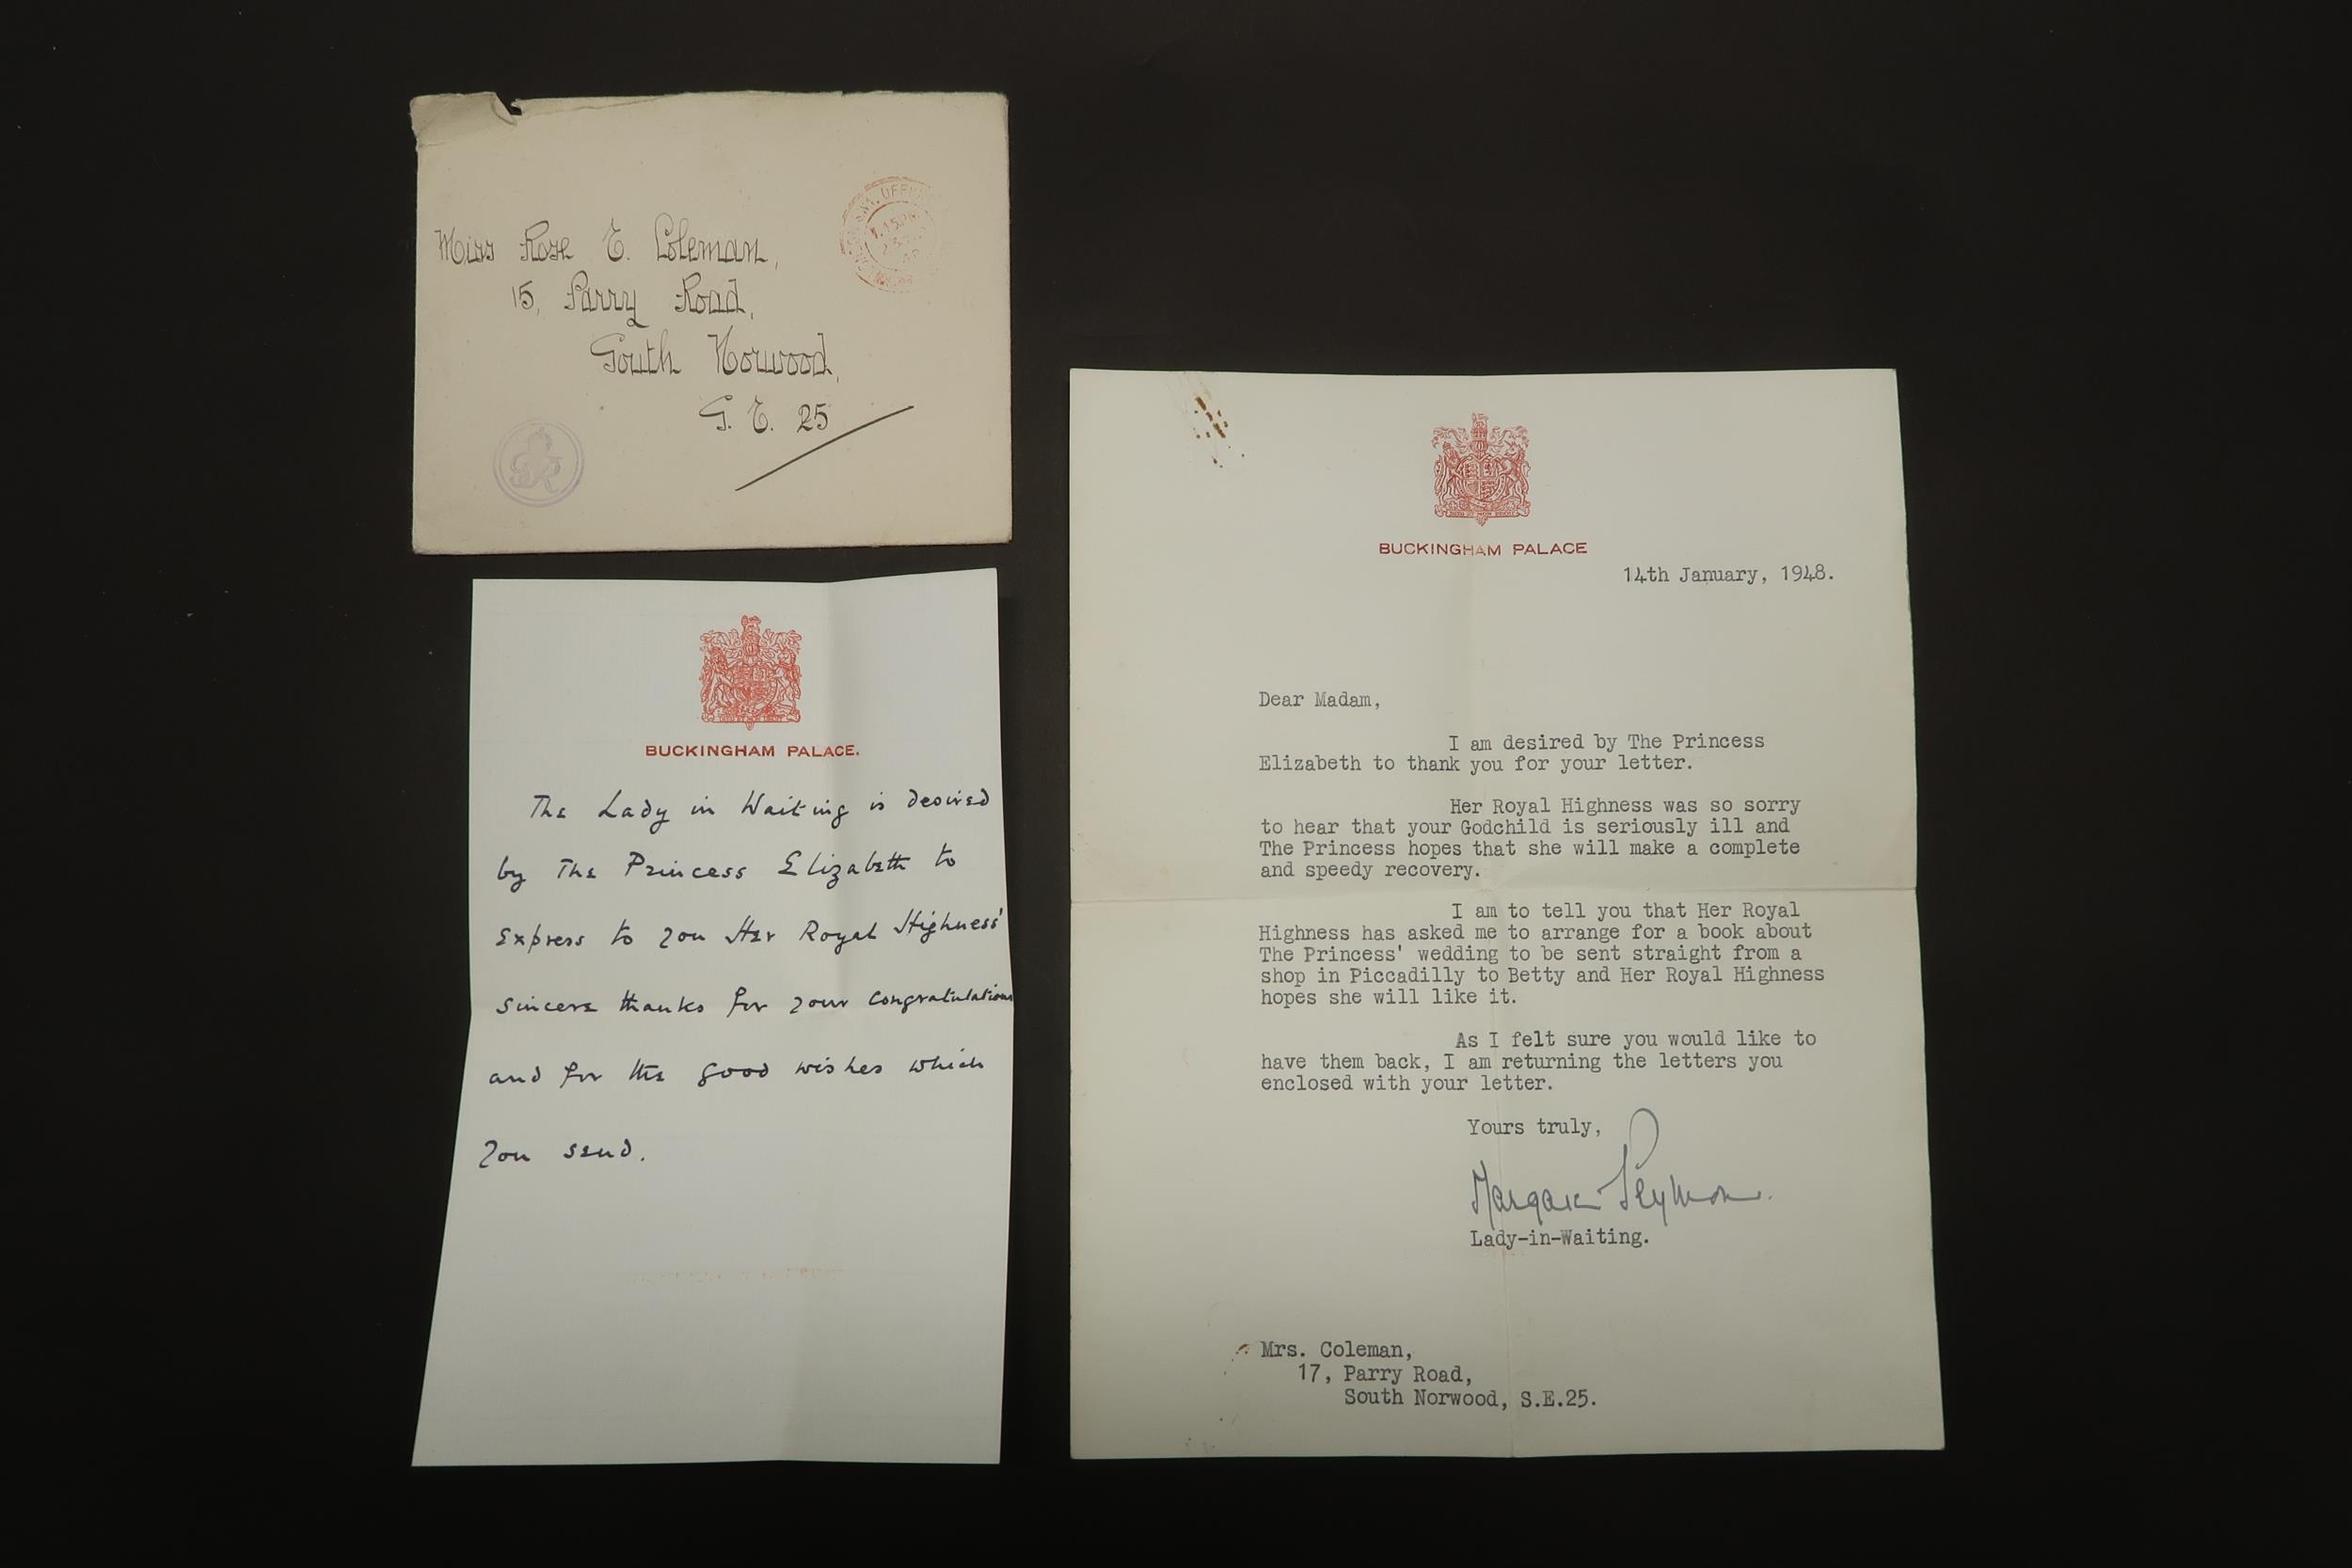 Miss Rose E. Coleman,
15, Parry Road,
South Norwood,
S. E. 25
BUCKINGHAM PALACE.
The Lady in Waiting is desired
by The Princess Elizabeth to
express to you Her Royal Highness'
sincere thanks for your congratulations
and for the good wishes which
you send.
BUCKINGHAM PALACE
14th January, 1948.
Dear Madam,
I am desired by The Princess
Elizabeth to thank you for your letter.
Her Royal Highness was so sorry
to hear that your Godchild is seriously ill and
The Princess hopes that she will make a complete
and speedy recovery.
I am to tell you that Her Royal
Highness has asked me to arrange for a book about
The Princess' wedding to be sent straight from a
shop in Piccadilly to Betty and Her Royal Highness
hopes she will like it.
As I felt sure you would like to
have them back, I am returning the letters you
enclosed with your letter.
Yours truly,
Lady-in-Waiting.
Mrs. Coleman,
17, Parry Road,
South Norwood, S.E.25.